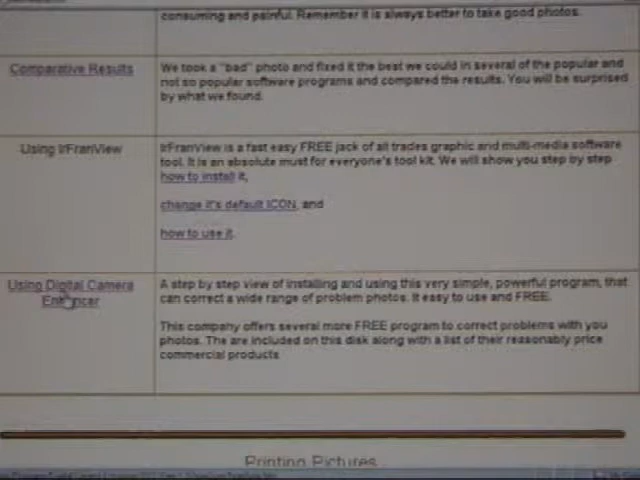 consuming and painful. Remember it is always better to take good photos.
Comparative Results
We took a "bad" photo and fixed it the best we could in several of the popular and
not so popular software programs and compared the results. You will be surprised
by what we found.
Using IrFranView
IrFranView is a fast easy FREE jack of all trades graphic and multi-media software
tool. It is an absolute must for everyone's tool kit. We will show you step by step
how to install it,
change it's default ICON, and
how to use it.
Using Digital Camera
Enhancer
A step by step view of installing and using this very simple, powerful program, that
can correct a wide range of problem photos. It easy to use and FREE.
This company offers several more FREE program to correct problems with you
photos. The are included on this disk along with a list of their reasonably price
commercial products
Printing Pictures